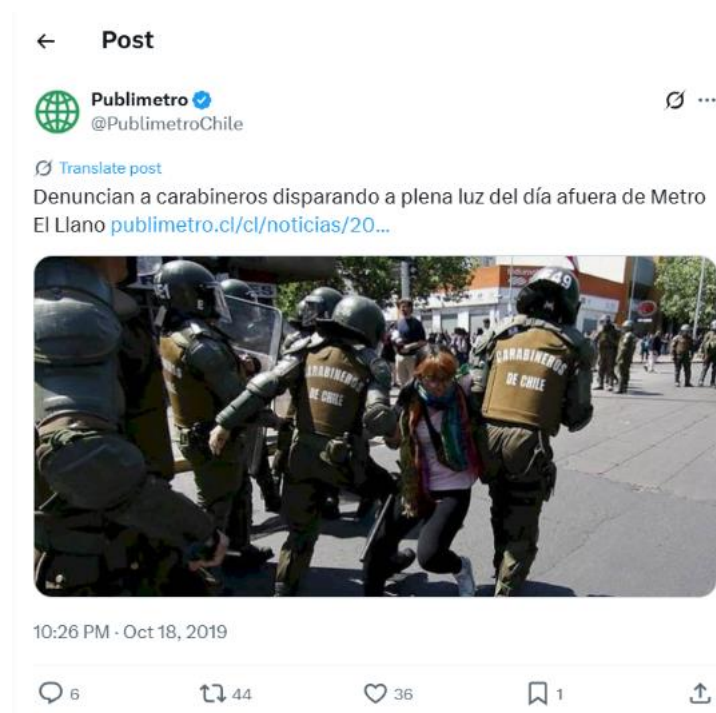 Post
Publimetro
@PublimetroChile
Translate post
Denuncian a carabineros disparando a plena luz del día afuera de Metro
El Llano publimetro.cl/cl/noticias/20...
CARABINEROS
DE CHILE
CARABINEROS
DE CHILE
10:26 PM · Oct 18, 2019
6
44
36
1